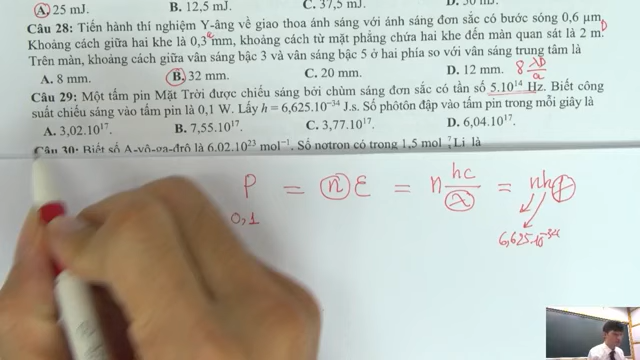 A. 25 mJ. B. 12,5 mJ. C. 37,5 mJ. D. 50 mJ.
Câu 28: Tiến hành thí nghiệm Y-âng về giao thoa ánh sáng với ánh sáng đơn sắc có bước sóng 0,6 μm.
Khoảng cách giữa hai khe là 0,3 mm, khoảng cách từ mặt phẳng chứa hai khe đến màn quan sát là 2 m.
Trên màn, khoảng cách giữa vân sáng bậc 3 và vân sáng bậc 5 ở hai phía so với vân sáng trung tâm là
A. 8 mm. B. 32 mm. C. 20 mm. D. 12 mm. 8 λD/a
Câu 29: Một tấm pin Mặt Trời được chiếu sáng bởi chùm sáng đơn sắc có tần số 5.10¹⁴ Hz. Biết công
suất chiếu sáng vào tấm pin là 0,1 W. Lấy h = 6,625.10⁻³⁴ J.s. Số phôtôn đập vào tấm pin trong mỗi giây là
A. 3,02.10¹⁷. B. 7,55.10¹⁷. C. 3,77.10¹⁷. D. 6,04.10¹⁷.
Câu 30: Biết số A-vô-ga-đrô là 6,02.10²³ mol⁻¹. Số nơtron có trong 1,5 mol ⁷Li là
P = nε = n hc/λ = nhf
0,1
6,625.10⁻³⁴